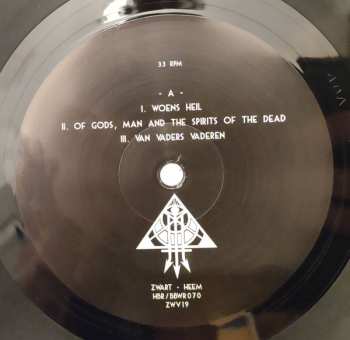 33 RPM
- A -
I. WOENS HEIL
II. OF GODS, MAN AND THE SPIRITS OF THE DEAD
III. VAN VADERS VADEREN
ZWART - HEEM
HBR/BBWR070
ZWV19